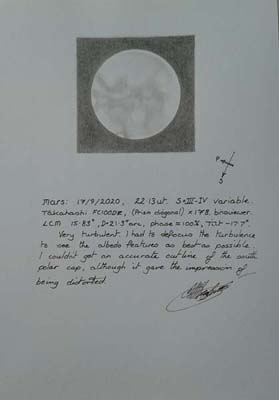 P
S
Mars: 17/9/2020, 22.13 ut. S=III-IV variable.
Takahashi FC100DZ, (Prism diagonal) x178. binoviewer.
LCM 15.83°, D=21.3"arc, phase = 100%, Tilt -17.7°
Very turbulent. I had to defocus the turbulence
to see the albedo features as best as possible.
I couldn't get an accurate outline of the south
polar cap, although it gave the impression of
being distorted.